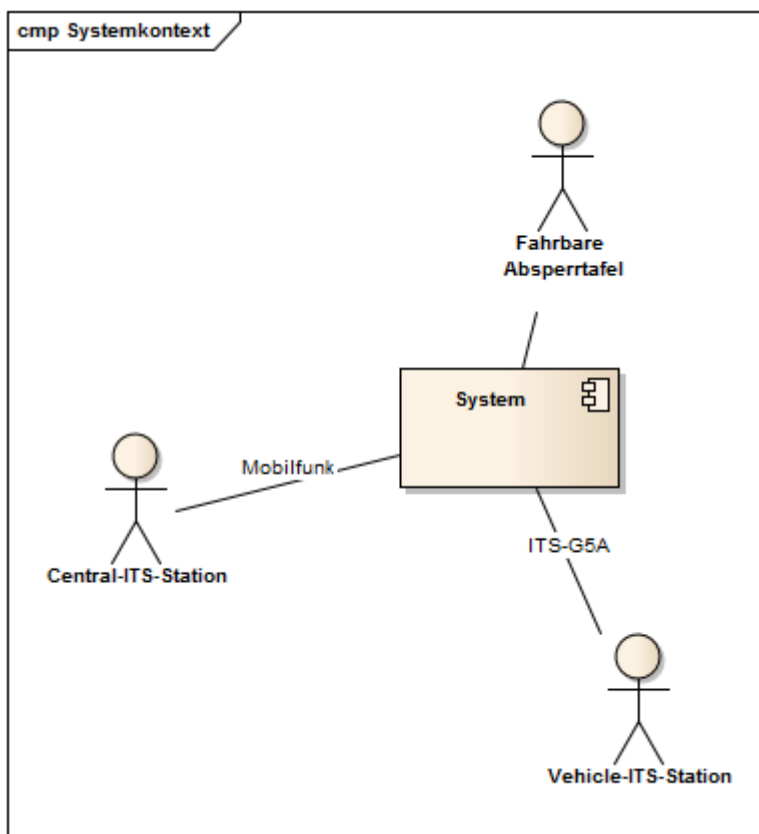 cmp Systemkontext
Fahrbare
Absperrtafel
System
Mobilfunk
Central-ITS-Station
ITS-G5A
Vehicle-ITS-Station